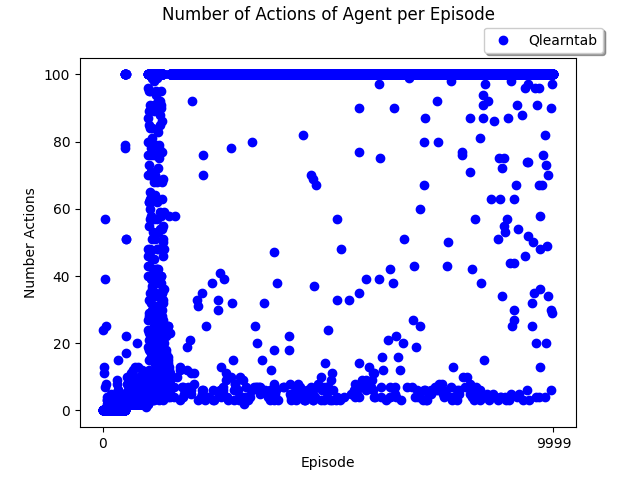 Number of Actions of Agent per Episode
Qlearntab
100
80
60
40
20
0
Number Actions
0
9999
Episode